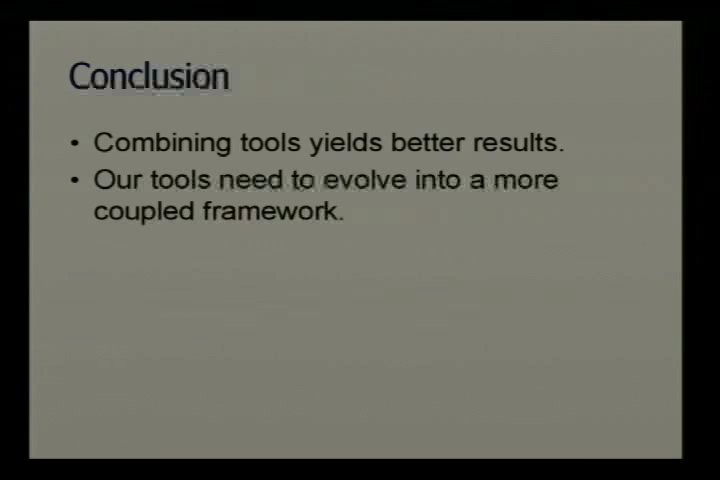 Conclusion
• Combining tools yields better results.
• Our tools need to evolve into a more
coupled framework.